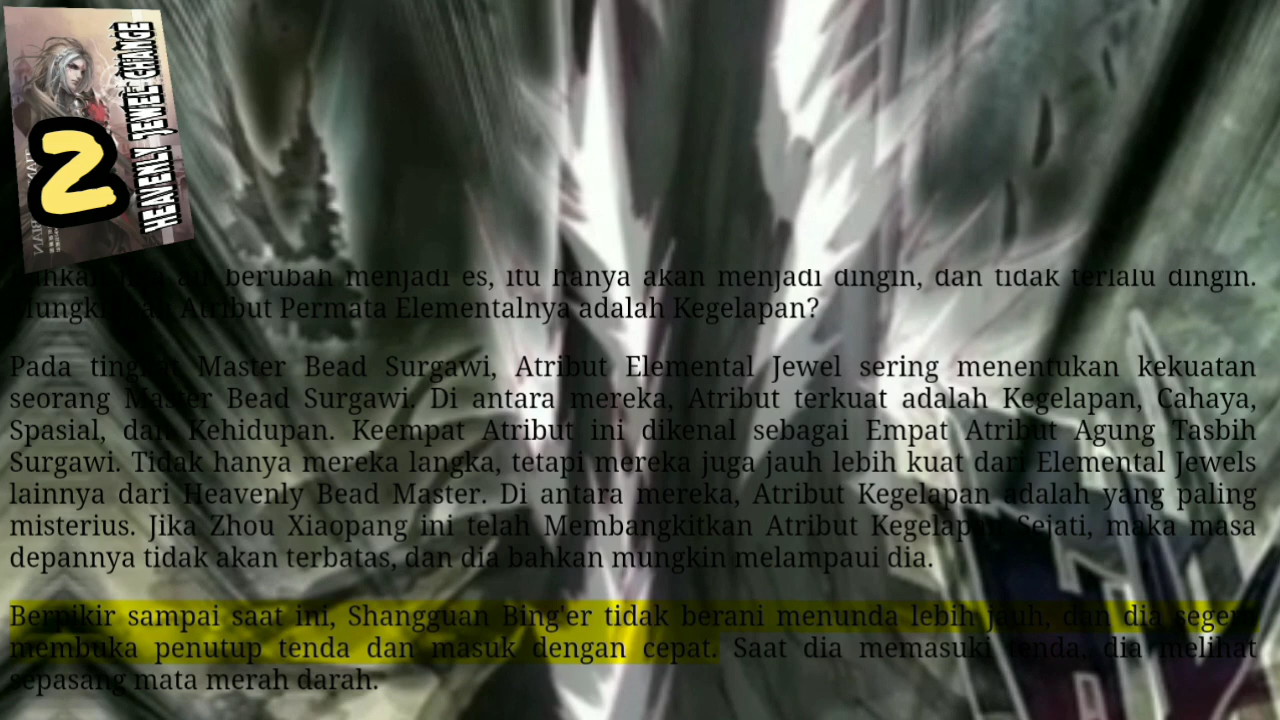 HEAVENLY JEWEL CHANGE
2
berubah menjadi es, itu hanya akan menjadi dingin, dan tidak terlalu dingin.
Atribut Permata Elementalnya adalah Kegelapan?
Pada tingkat Master Bead Surgawi, Atribut Elemental Jewel sering menentukan kekuatan
seorang Master Bead Surgawi. Di antara mereka, Atribut terkuat adalah Kegelapan, Cahaya,
Spasial, dan Kehidupan. Keempat Atribut ini dikenal sebagai Empat Atribut Agung Tasbih
Surgawi. Tidak hanya mereka langka, tetapi mereka juga jauh lebih kuat dari Elemental Jewels
lainnya dari Heavenly Bead Master. Di antara mereka, Atribut Kegelapan adalah yang paling
misterius. Jika Zhou Xiaopang ini telah Membangkitkan Atribut Kegelapan Sejati, maka masa
depannya tidak akan terbatas, dan dia bahkan mungkin melampaui dia.
Berpikir sampai saat ini, Shangguan Bing'er tidak berani menunda lebih jauh, dan dia segera
membuka penutup tenda dan masuk dengan cepat. Saat dia memasuki tenda, dia melihat
sepasang mata merah darah.